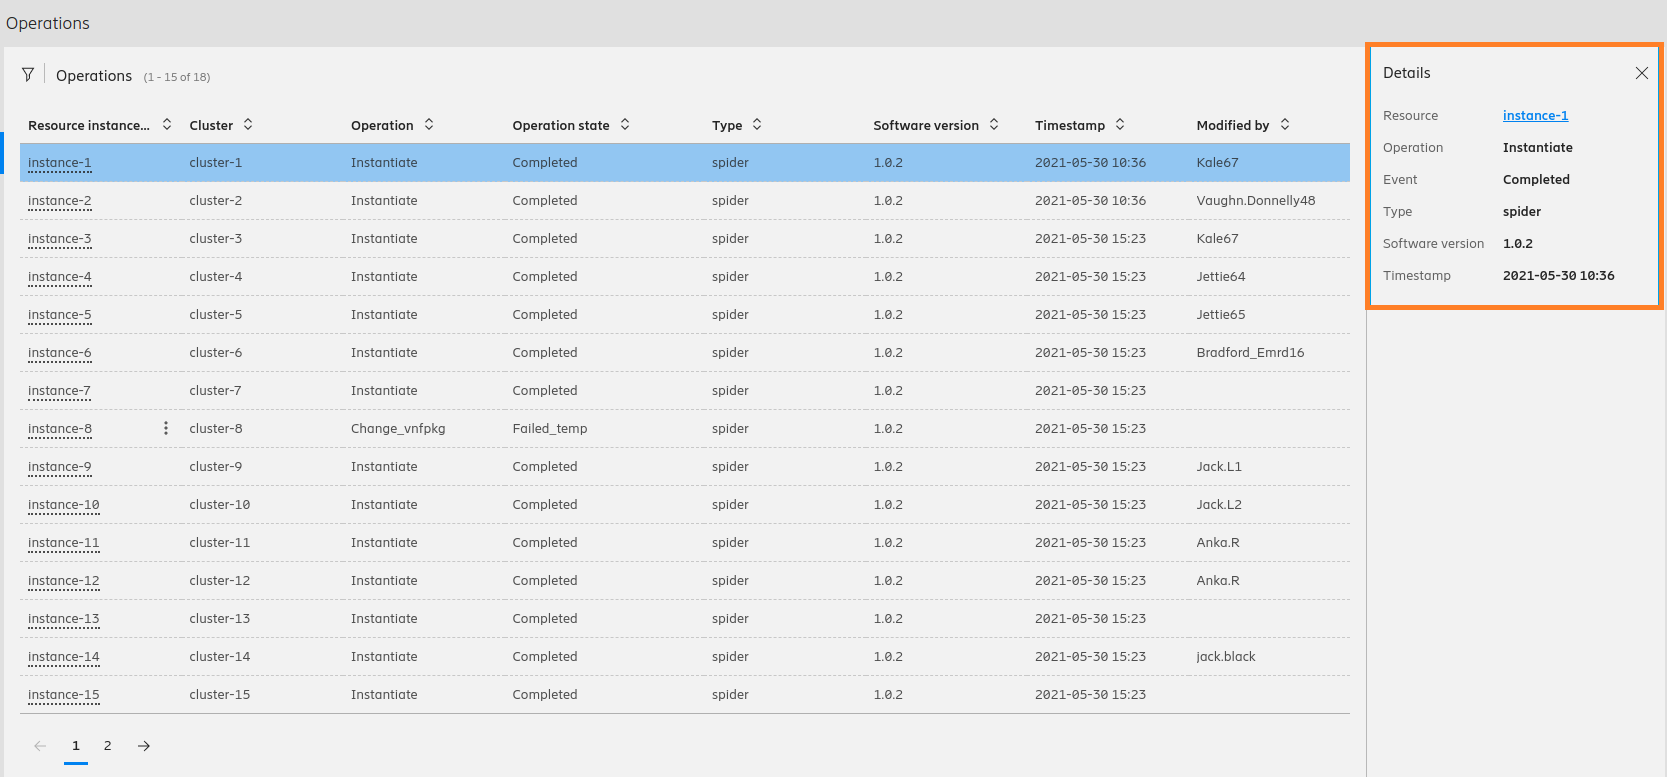 Operations
Operations (1 - 15 of 18)
Resource instance... Cluster Operation Operation state Type Software version Timestamp Modified by
instance-1 cluster-1 Instantiate Completed spider 1.0.2 2021-05-30 10:36 Kale67
instance-2 cluster-2 Instantiate Completed spider 1.0.2 2021-05-30 10:36 Vaughn.Donnelly48
instance-3 cluster-3 Instantiate Completed spider 1.0.2 2021-05-30 15:23 Kale67
instance-4 cluster-4 Instantiate Completed spider 1.0.2 2021-05-30 15:23 Jettie64
instance-5 cluster-5 Instantiate Completed spider 1.0.2 2021-05-30 15:23 Jettie65
instance-6 cluster-6 Instantiate Completed spider 1.0.2 2021-05-30 15:23 Bradford_Emrd16
instance-7 cluster-7 Instantiate Completed spider 1.0.2 2021-05-30 15:23
instance-8 cluster-8 Change_vnfpkg Failed_temp spider 1.0.2 2021-05-30 15:23
instance-9 cluster-9 Instantiate Completed spider 1.0.2 2021-05-30 15:23 Jack.L1
instance-10 cluster-10 Instantiate Completed spider 1.0.2 2021-05-30 15:23 Jack.L2
instance-11 cluster-11 Instantiate Completed spider 1.0.2 2021-05-30 15:23 Anka.R
instance-12 cluster-12 Instantiate Completed spider 1.0.2 2021-05-30 15:23 Anka.R
instance-13 cluster-13 Instantiate Completed spider 1.0.2 2021-05-30 15:23
instance-14 cluster-14 Instantiate Completed spider 1.0.2 2021-05-30 15:23 jack.black
instance-15 cluster-15 Instantiate Completed spider 1.0.2 2021-05-30 15:23
1 2
Details
Resource instance-1
Operation Instantiate
Event Completed
Type spider
Software version 1.0.2
Timestamp 2021-05-30 10:36